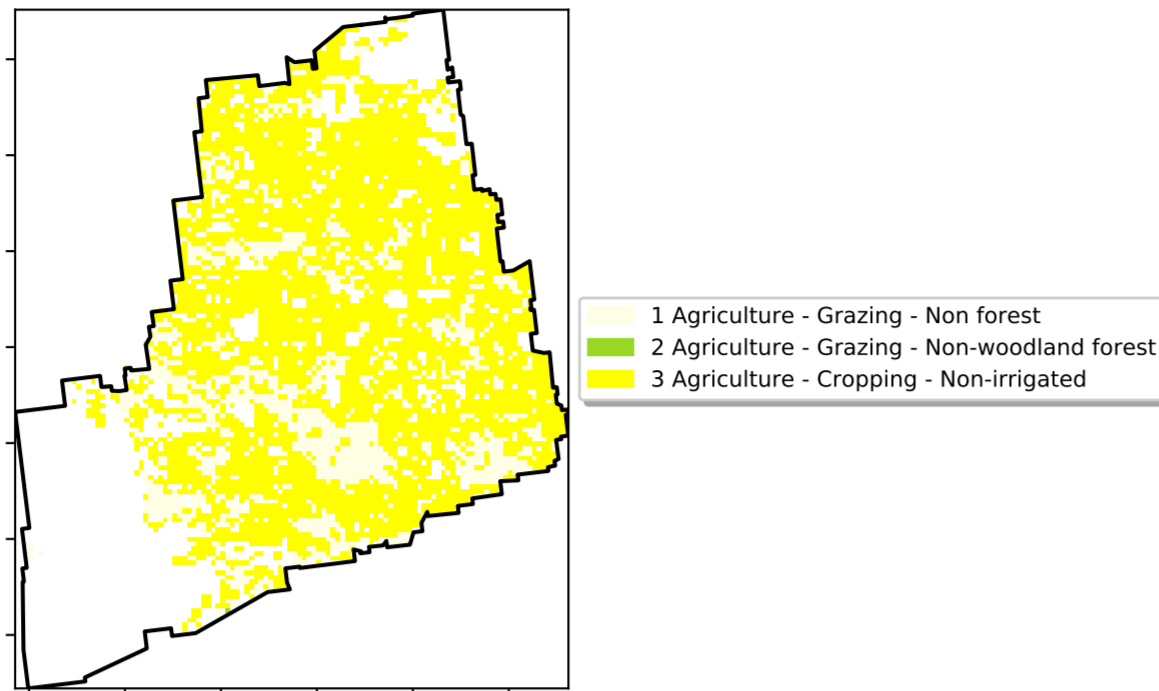 1 Agriculture - Grazing - Non forest
2 Agriculture - Grazing - Non-woodland forest
3 Agriculture - Cropping - Non-irrigated